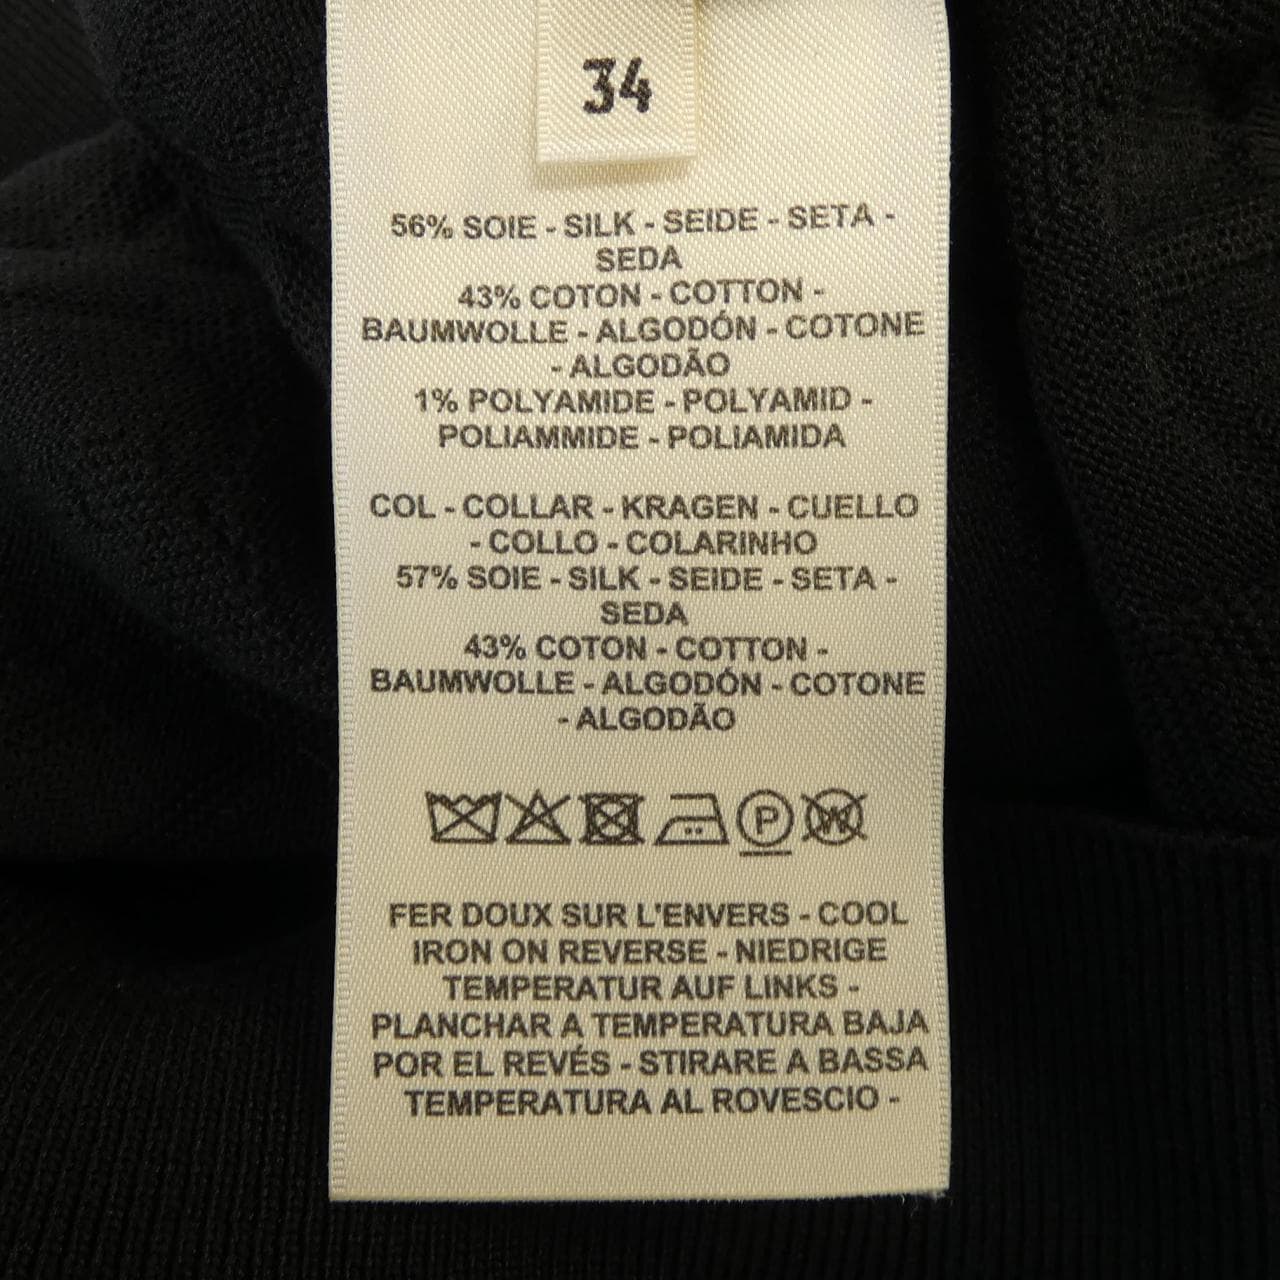 34
56% SOIE - SILK - SEIDE - SETA -
SEDA
43% COTON - COTTON -
BAUMWOLLE - ALGODÓN - COTONE
- ALGODÃO
1% POLYAMIDE - POLYAMID -
POLIAMMIDE - POLIAMIDA
COL - COLLAR - KRAGEN - CUELLO
- COLLO - COLARINHO
57% SOIE - SILK - SEIDE - SETA -
SEDA
43% COTON - COTTON -
BAUMWOLLE - ALGODÓN - COTONE
- ALGODÃO
P W
FER DOUX SUR L'ENVERS - COOL
IRON ON REVERSE - NIEDRIGE
TEMPERATUR AUF LINKS -
PLANCHAR A TEMPERATURA BAJA
POR EL REVÉS - STIRARE A BASSA
TEMPERATURA AL ROVESCIO -